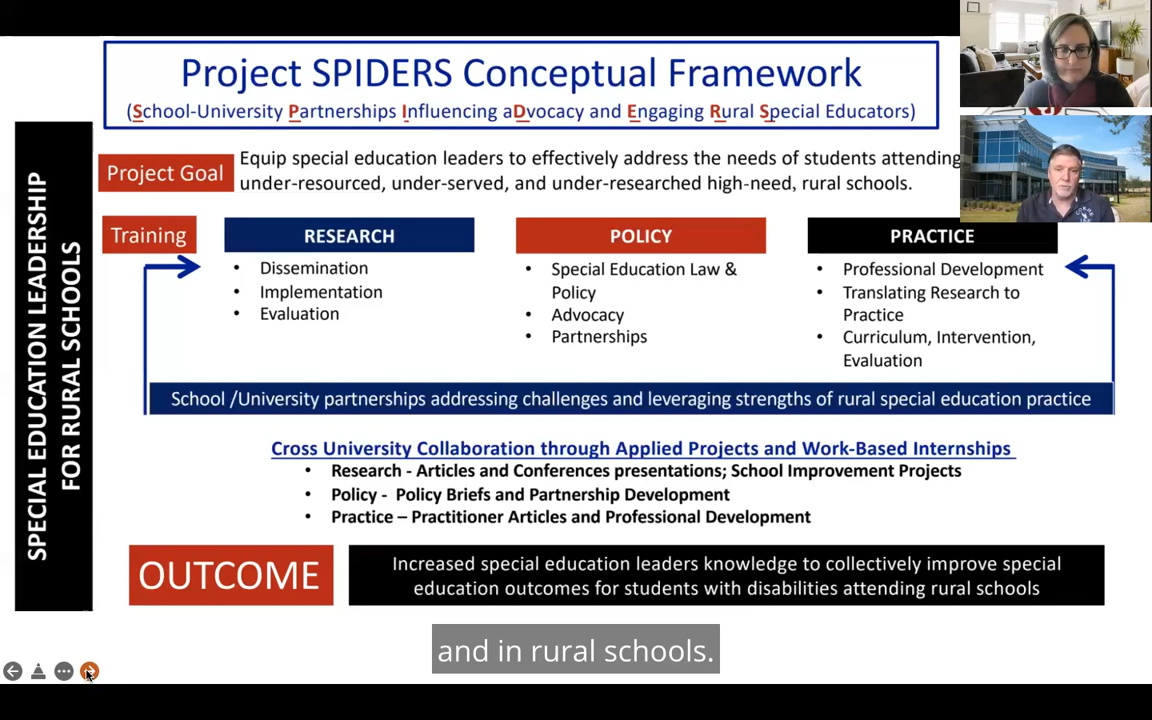 Project SPIDERS Conceptual Framework
(School-University Partnerships Influencing aDvocacy and Engaging Rural Special Educators)
SPECIAL EDUCATION LEADERSHIP
FOR RURAL SCHOOLS
Project Goal
Equip special education leaders to effectively address the needs of students attending
under-resourced, under-served, and under-researched high-need, rural schools.
Training
RESEARCH
• Dissemination
• Implementation
• Evaluation
POLICY
• Special Education Law &
Policy
• Advocacy
• Partnerships
PRACTICE
• Professional Development
• Translating Research to
Practice
• Curriculum, Intervention,
Evaluation
School /University partnerships addressing challenges and leveraging strengths of rural special education practice
Cross University Collaboration through Applied Projects and Work-Based Internships
• Research - Articles and Conferences presentations; School Improvement Projects
• Policy - Policy Briefs and Partnership Development
• Practice – Practitioner Articles and Professional Development
OUTCOME
Increased special education leaders knowledge to collectively improve special
education outcomes for students with disabilities attending rural schools
and in rural schools.